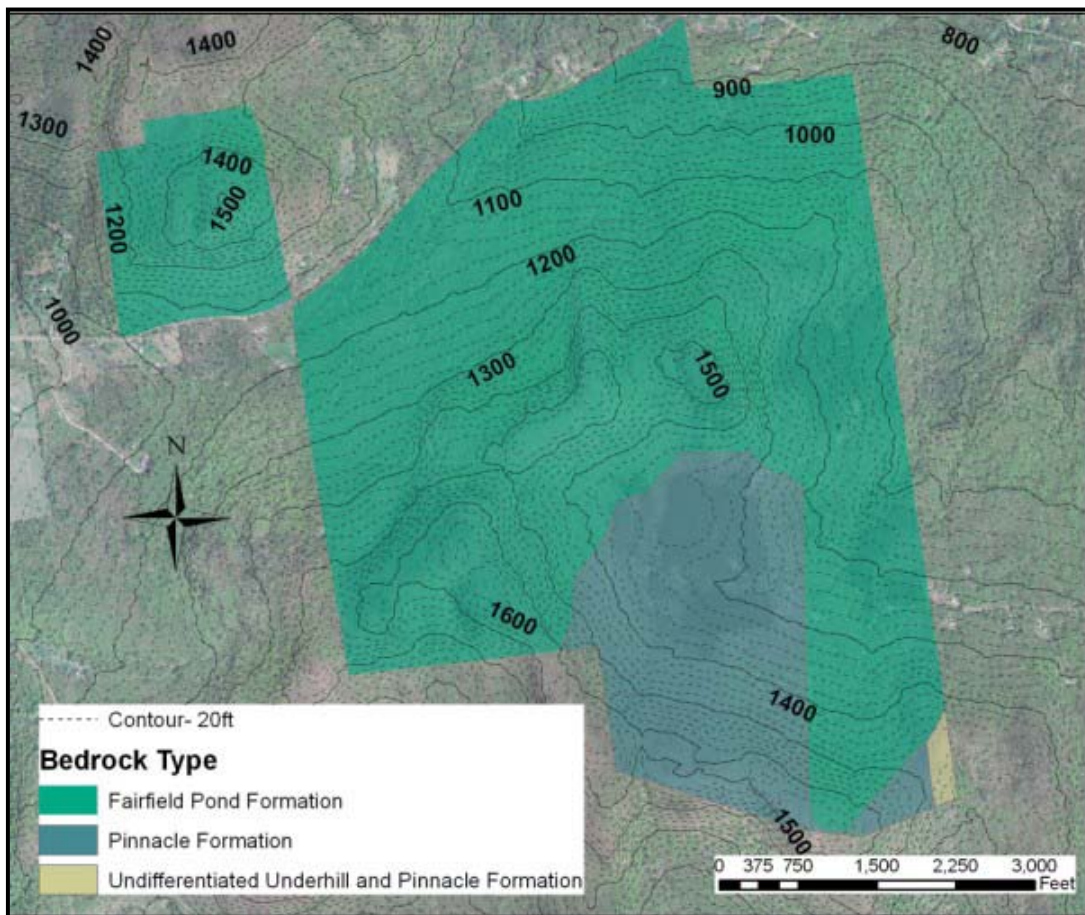 1400
1400
800
1300
900
1400
1000
1500
1200
1100
1200
1000
1300
1500
N
1600
1400
1500
Contour- 20ft
Bedrock Type
Fairfield Pond Formation
Pinnacle Formation
Undifferentiated Underhill and Pinnacle Formation
0 375 750 1,500 2,250 3,000
Feet